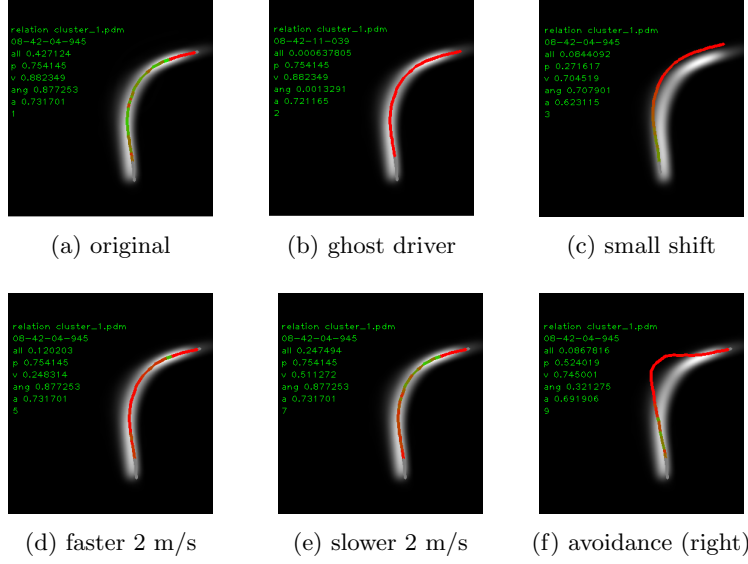 relation cluster_1.pdm
08-42-04-945
all 0.427124
p 0.754145
v 0.882349
ang 0.877253
a 0.731701
1
(a) original
relation cluster_1.pdm
08-42-11-039
all 0.000637805
p 0.754145
v 0.882349
ang 0.0013291
a 0.721165
2
(b) ghost driver
relation cluster_1.pdm
08-42-04-945
all 0.0844092
p 0.271617
v 0.704519
ang 0.707901
a 0.623115
3
(c) small shift
relation cluster_1.pdm
08-42-04-945
all 0.120203
p 0.754145
v 0.248314
ang 0.877253
a 0.731701
5
(d) faster 2 m/s
relation cluster_1.pdm
08-42-04-945
all 0.247494
p 0.754145
v 0.511272
ang 0.877253
a 0.731701
7
(e) slower 2 m/s
relation cluster_1.pdm
08-42-04-945
all 0.0867816
p 0.524019
v 0.745001
ang 0.321275
a 0.691906
9
(f) avoidance (right)